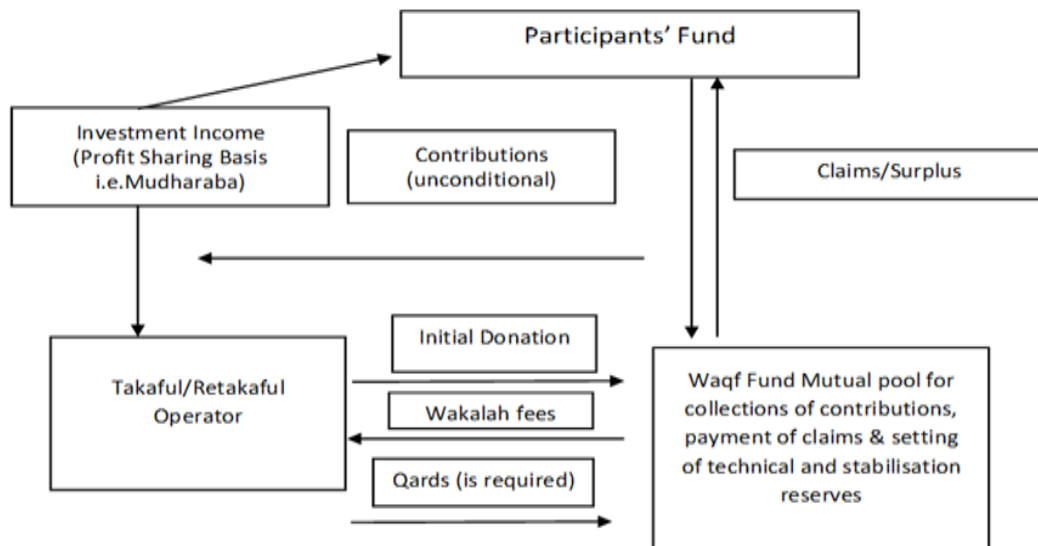 Participants' Fund
Investment Income
(Profit Sharing Basis
i.e.Mudharaba)
Contributions
(unconditional)
Claims/Surplus
Initial Donation
Takaful/Retakaful
Operator
Wakalah fees
Qards (is required)
Waqf Fund Mutual pool for
collections of contributions,
payment of claims & setting
of technical and stabilisation
reserves